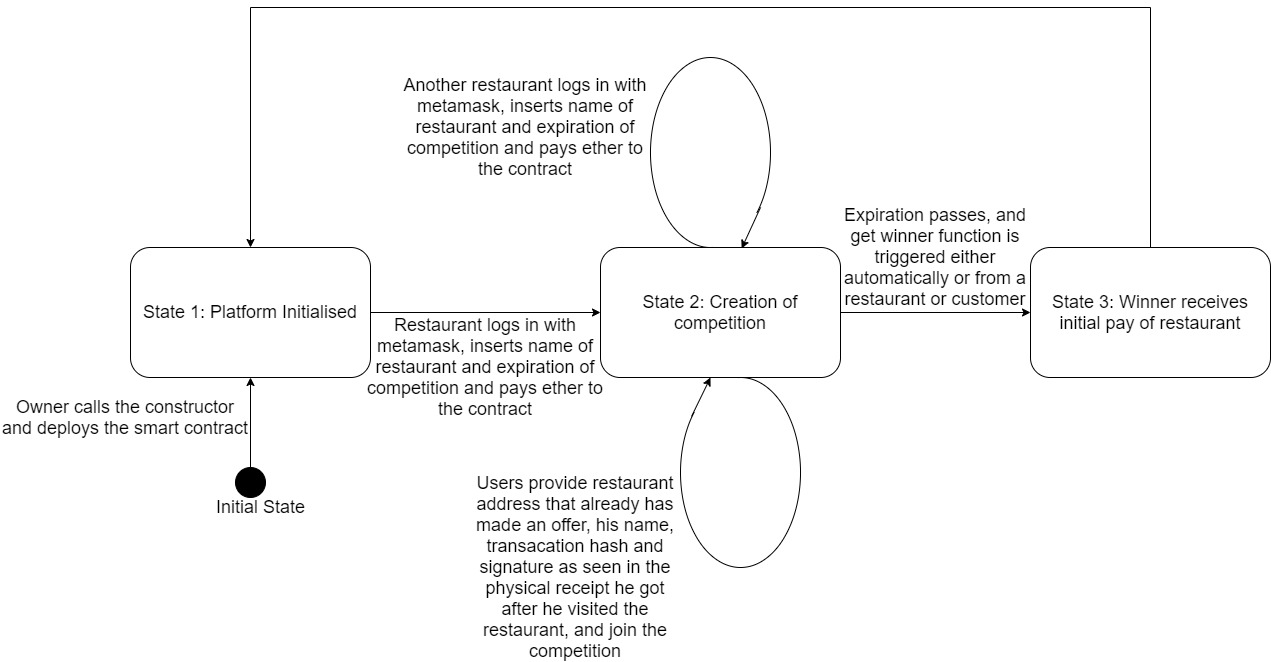 Another restaurant logs in with
metamask, inserts name of
restaurant and expiration of
competition and pays ether to
the contract
Expiration passes, and
get winner function is
triggered either
automatically or from a
restaurant or customer
State 1: Platform Initialised
State 2: Creation of
competition
State 3: Winner receives
initial pay of restaurant
Restaurant logs in with
metamask, inserts name of
restaurant and expiration of
competition and pays ether to
the contract
Owner calls the constructor
and deploys the smart contract
Initial State
Users provide restaurant
address that already has
made an offer, his name,
transacation hash and
signature as seen in the
physical receipt he got
after he visited the
restaurant, and join the
competition